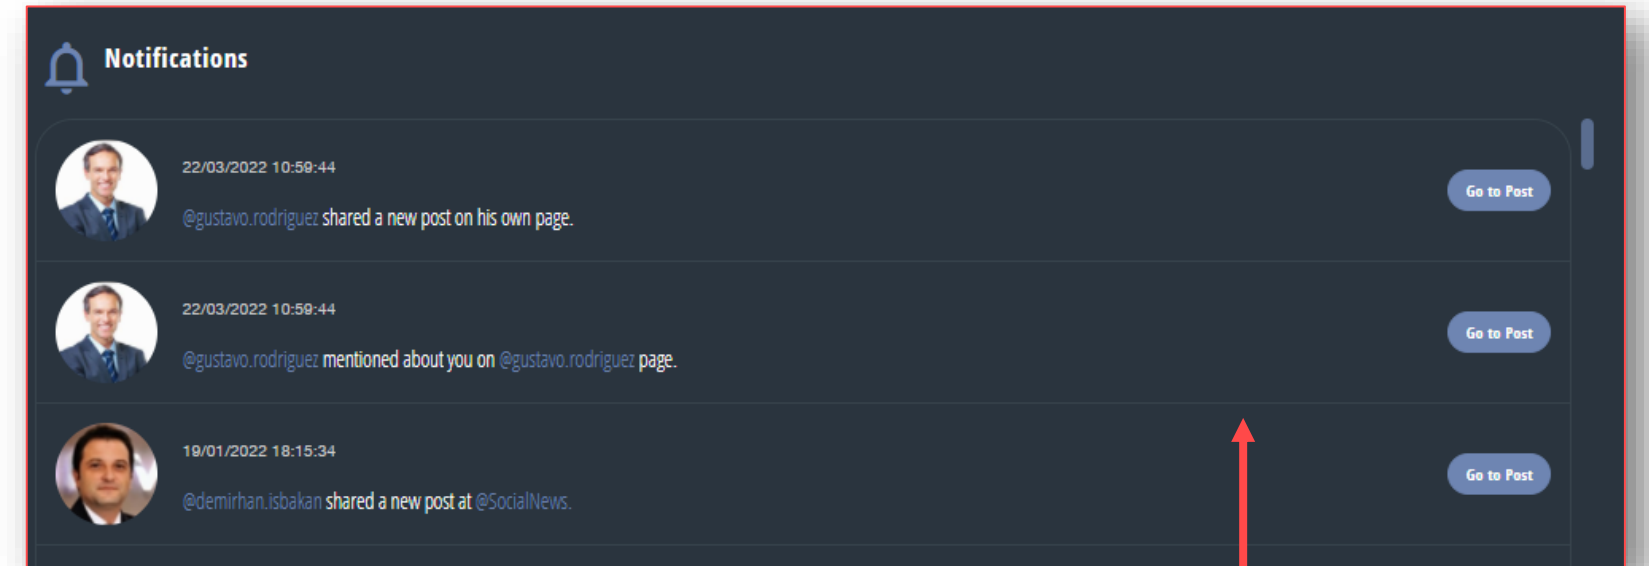 Notifications
22/03/2022 10:59:44
Go to Post
@gustavo.rodriguez shared a new post on his own page.
22/03/2022 10:59:44
Go to Post
@gustavo.rodriguez mentioned about you on @gustavo.rodriguez page.
19/01/2022 18:15:34
Go to Post
@demirhan.isbakan shared a new post at @SocialNews.